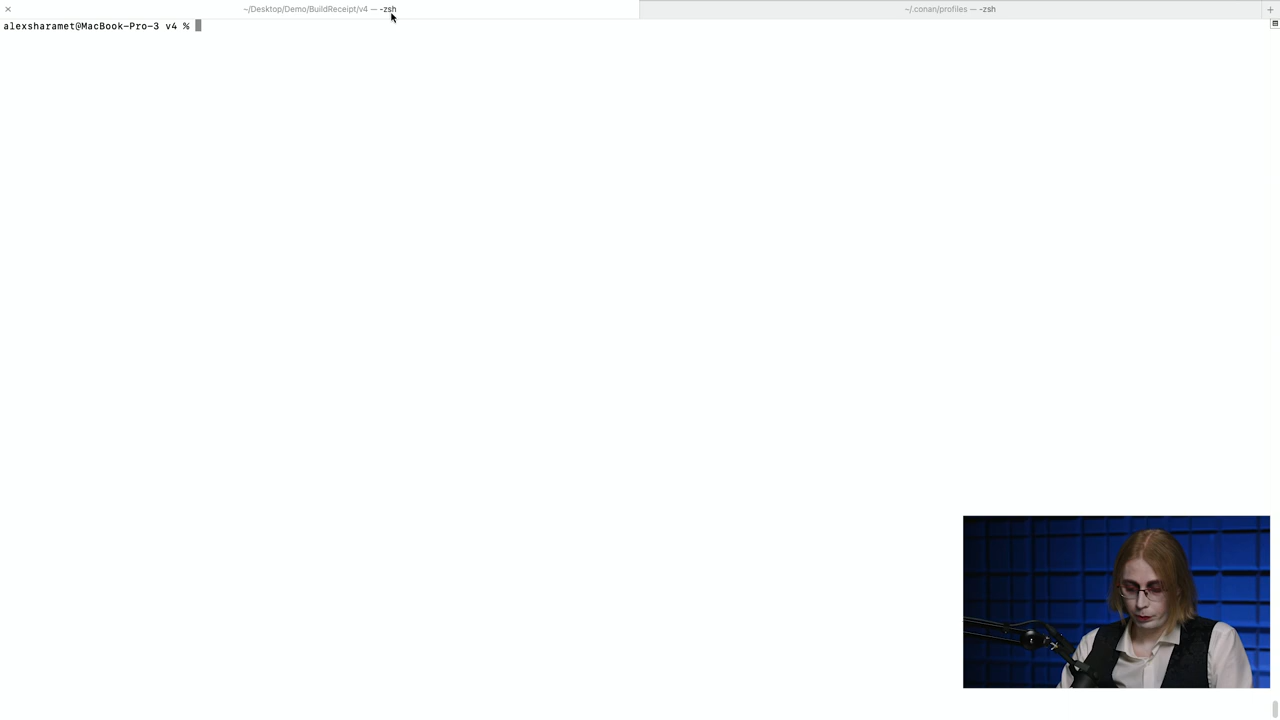 ~/Desktop/Demo/BuildReceipt/v4 — -zsh
~/.conan/profiles — -zsh
alexsharamet@MacBook-Pro-3 v4 %